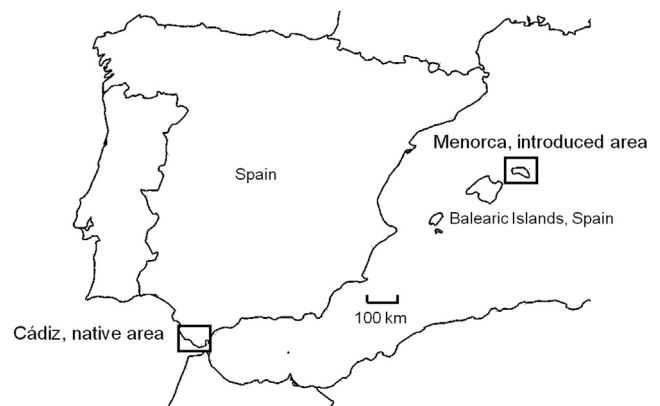 Menorca, introduced area
Spain
Balearic Islands, Spain
100 km
Cádiz, native area